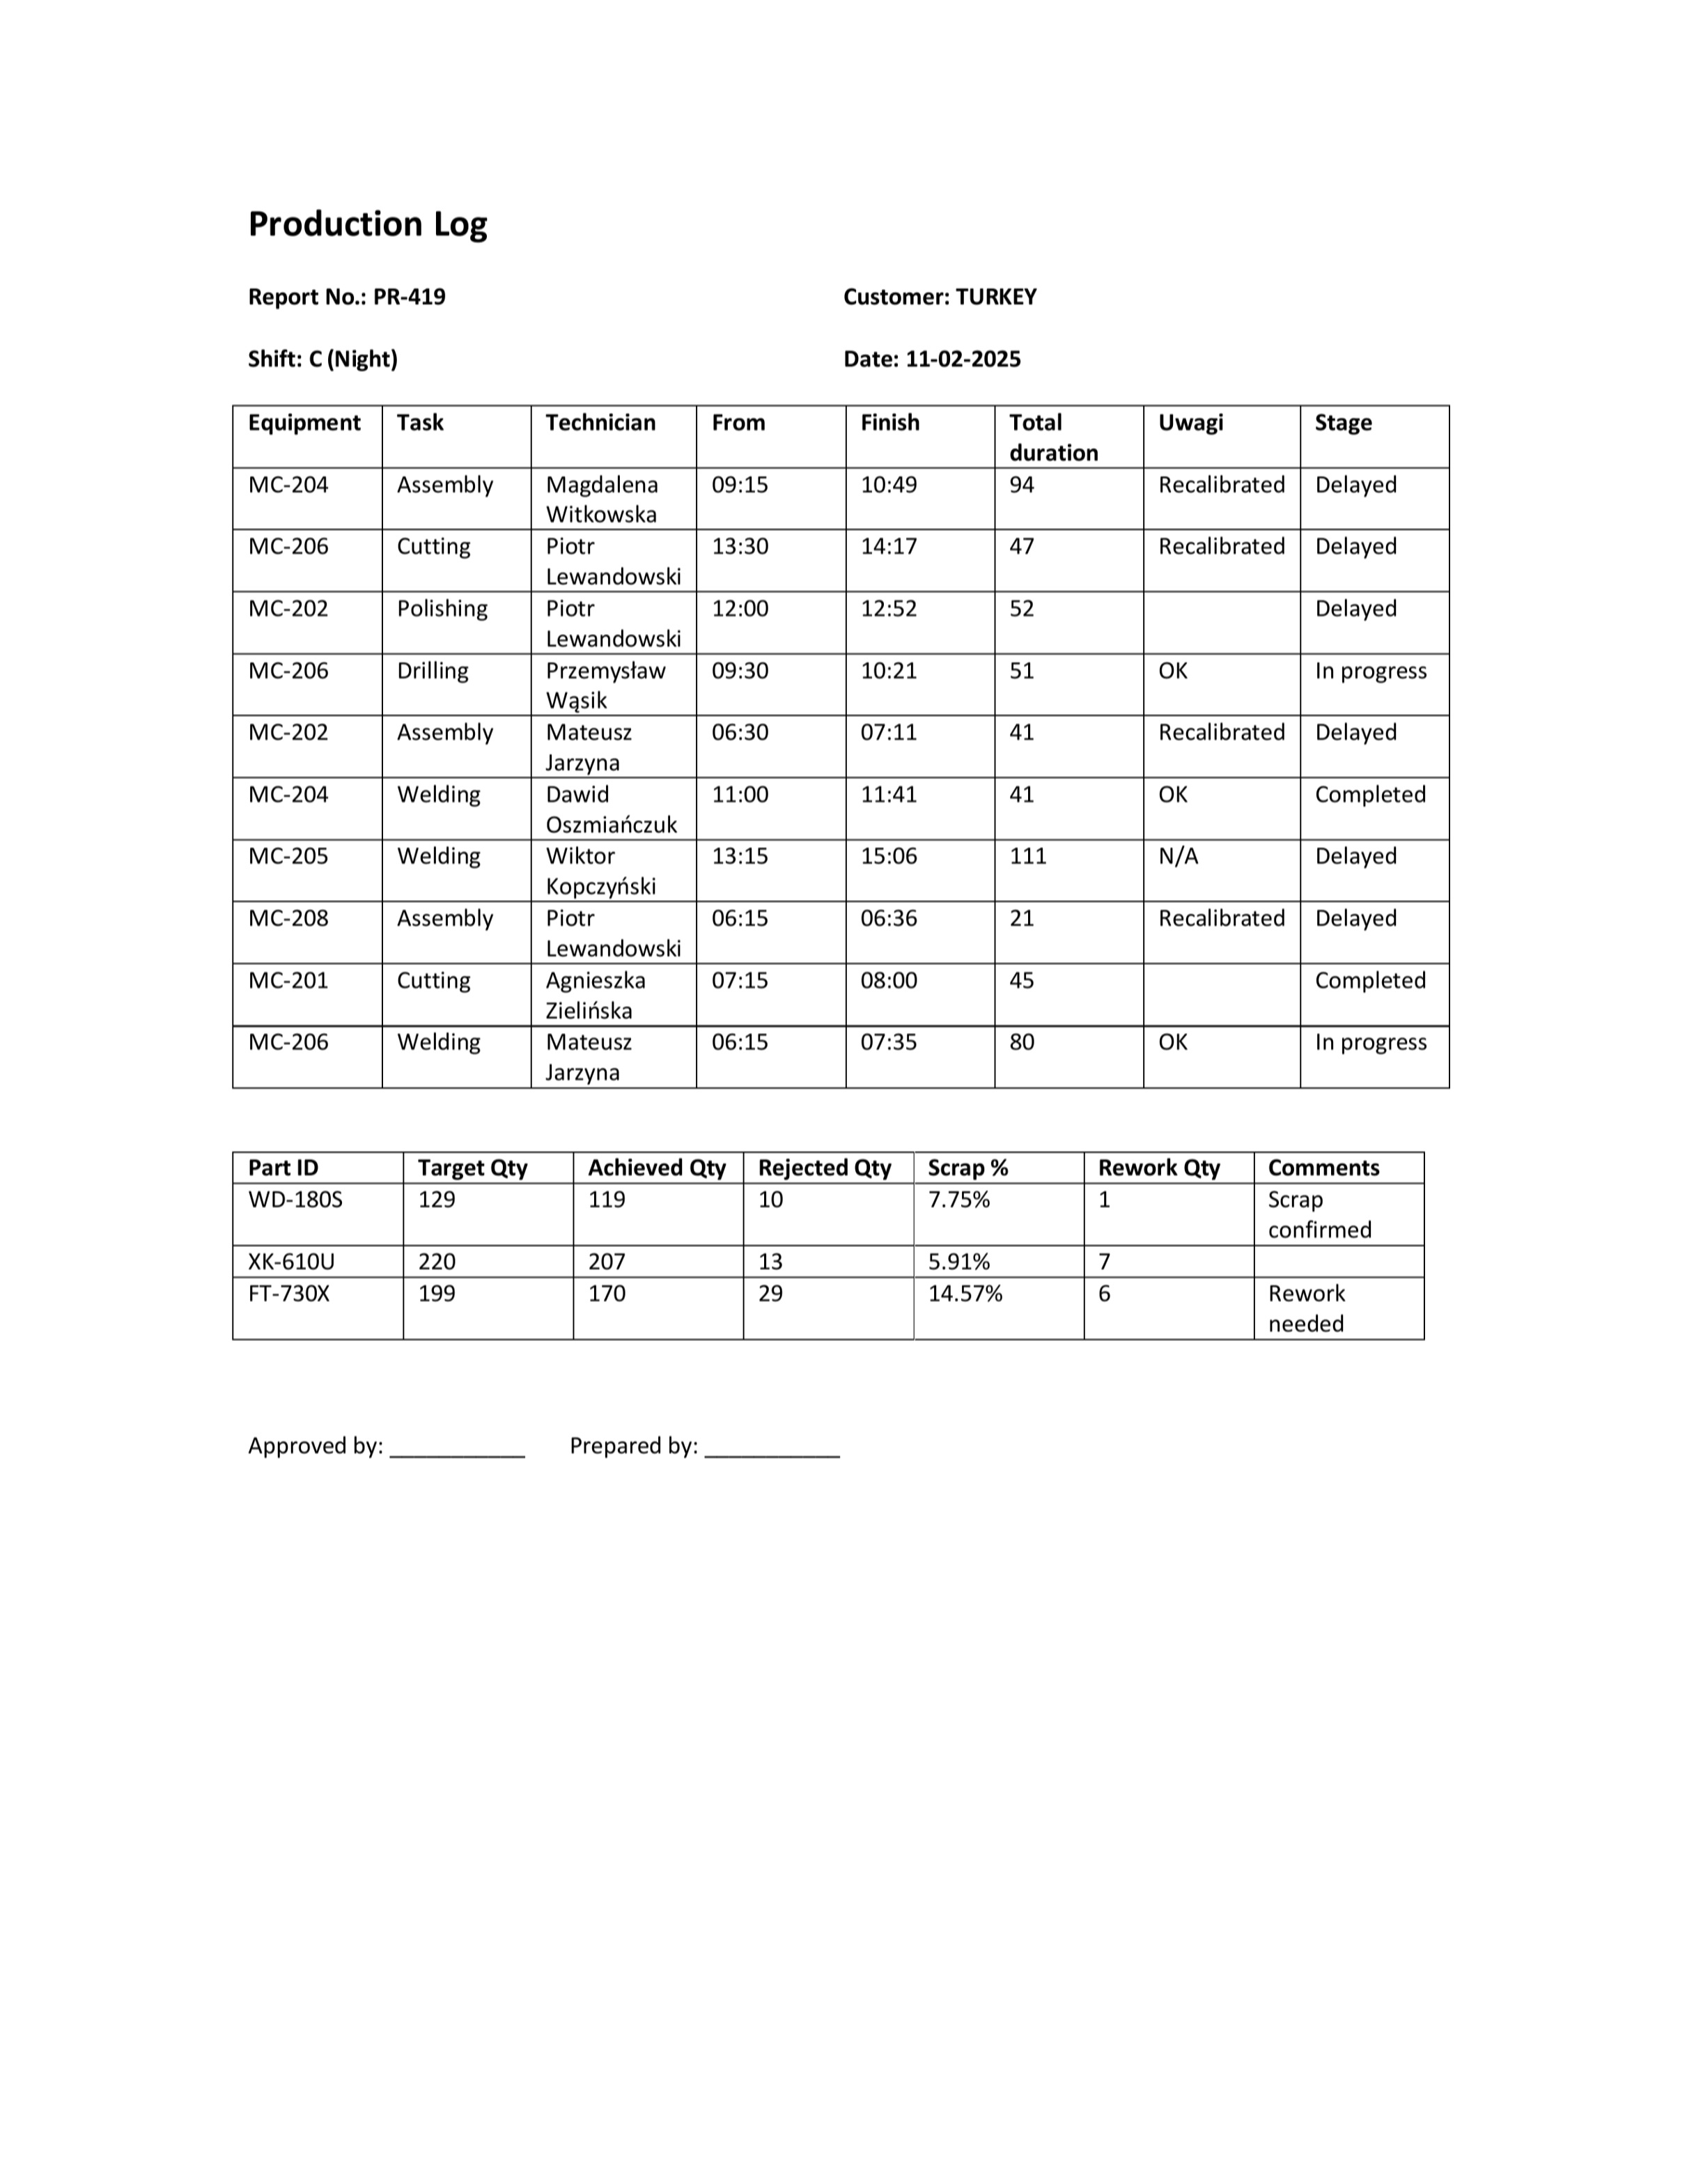 Production Log
Report No.: PR-419 Customer: TURKEY
Shift: C (Night) Date: 11-02-2025
Equipment Task Technician From Finish Total duration Uwagi Stage
MC-204 Assembly Magdalena Witkowska 09:15 10:49 94 Recalibrated Delayed
MC-206 Cutting Piotr Lewandowski 13:30 14:17 47 Recalibrated Delayed
MC-202 Polishing Piotr Lewandowski 12:00 12:52 52 Delayed
MC-206 Drilling Przemysław Wąsik 09:30 10:21 51 OK In progress
MC-202 Assembly Mateusz Jarzyna 06:30 07:11 41 Recalibrated Delayed
MC-204 Welding Dawid Oszmiańczuk 11:00 11:41 41 OK Completed
MC-205 Welding Wiktor Kopczyński 13:15 15:06 111 N/A Delayed
MC-208 Assembly Piotr Lewandowski 06:15 06:36 21 Recalibrated Delayed
MC-201 Cutting Agnieszka Zielińska 07:15 08:00 45 Completed
MC-206 Welding Mateusz Jarzyna 06:15 07:35 80 OK In progress
Part ID Target Qty Achieved Qty Rejected Qty Scrap % Rework Qty Comments
WD-180S 129 119 10 7.75% 1 Scrap confirmed
XK-610U 220 207 13 5.91% 7
FT-730X 199 170 29 14.57% 6 Rework needed
Approved by: ___________ Prepared by: ___________